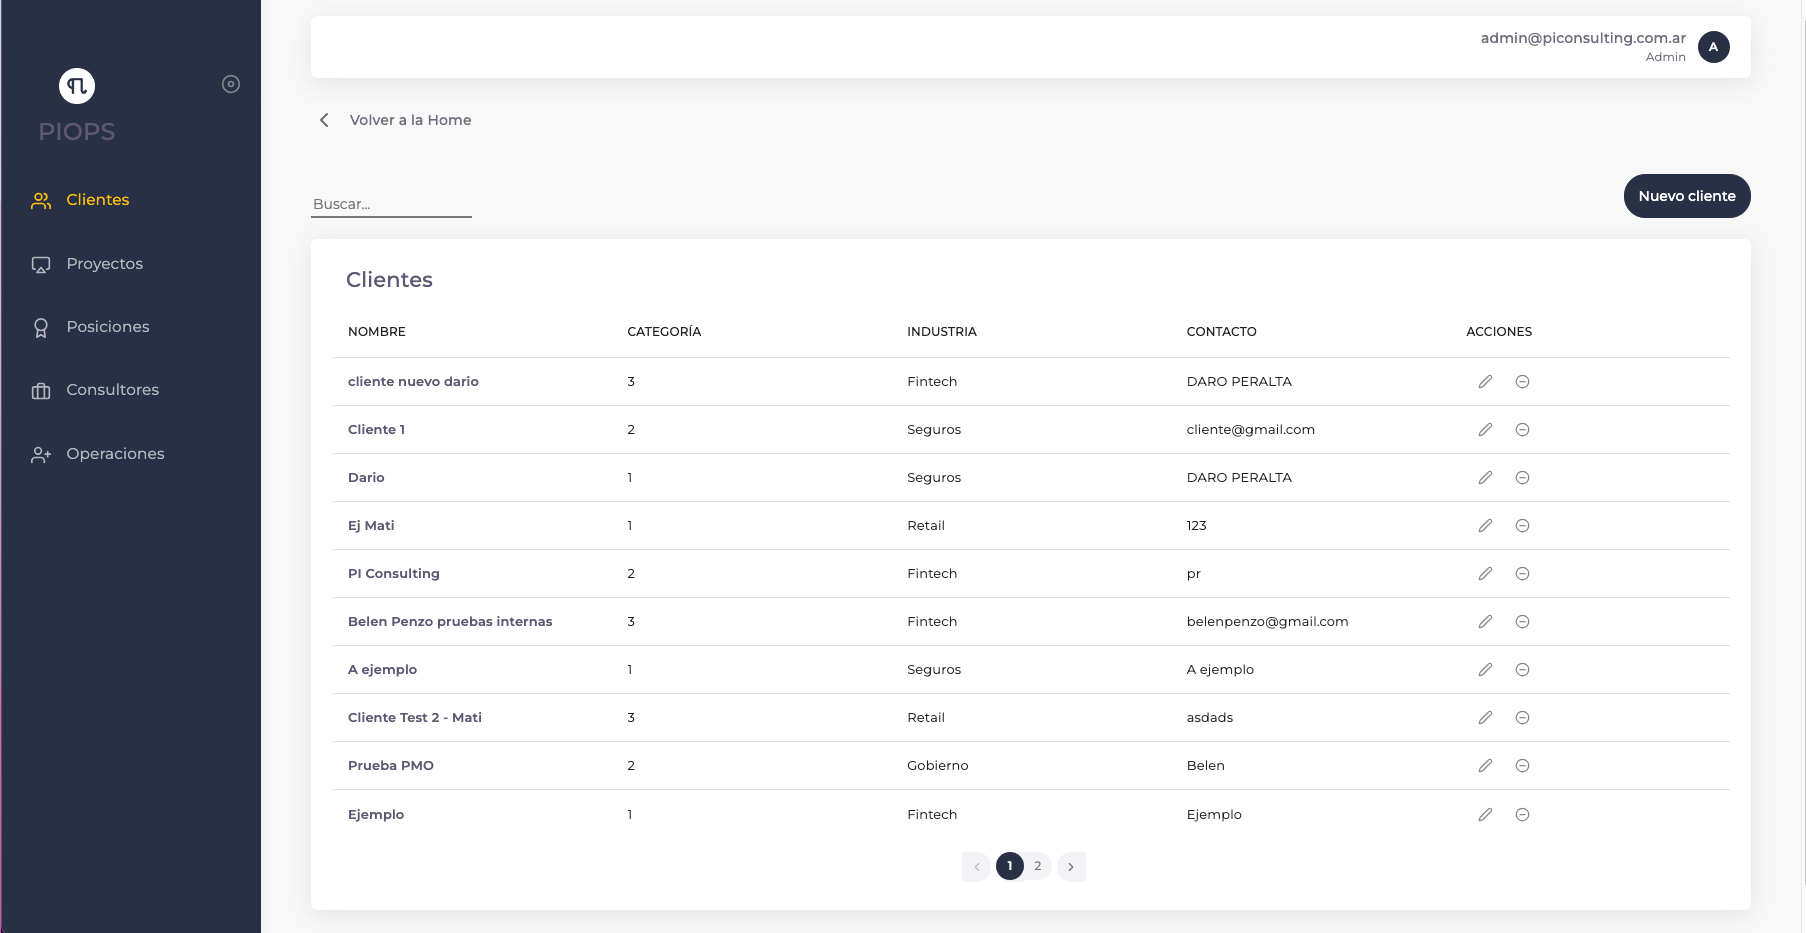 admin@piconsulting.com.ar
Admin
A
PIOPS
Volver a la Home
Clientes
Proyectos
Posiciones
Consultores
Operaciones
Buscar...
Nuevo cliente
Clientes
NOMBRE CATEGORÍA INDUSTRIA CONTACTO ACCIONES
cliente nuevo dario 3 Fintech DARO PERALTA
Cliente 1 2 Seguros cliente@gmail.com
Dario 1 Seguros DARO PERALTA
Ej Mati 1 Retail 123
PI Consulting 2 Fintech pr
Belen Penzo pruebas internas 3 Fintech belenpenzo@gmail.com
A ejemplo 1 Seguros A ejemplo
Cliente Test 2 - Mati 3 Retail asdads
Prueba PMO 2 Gobierno Belen
Ejemplo 1 Fintech Ejemplo
1 2